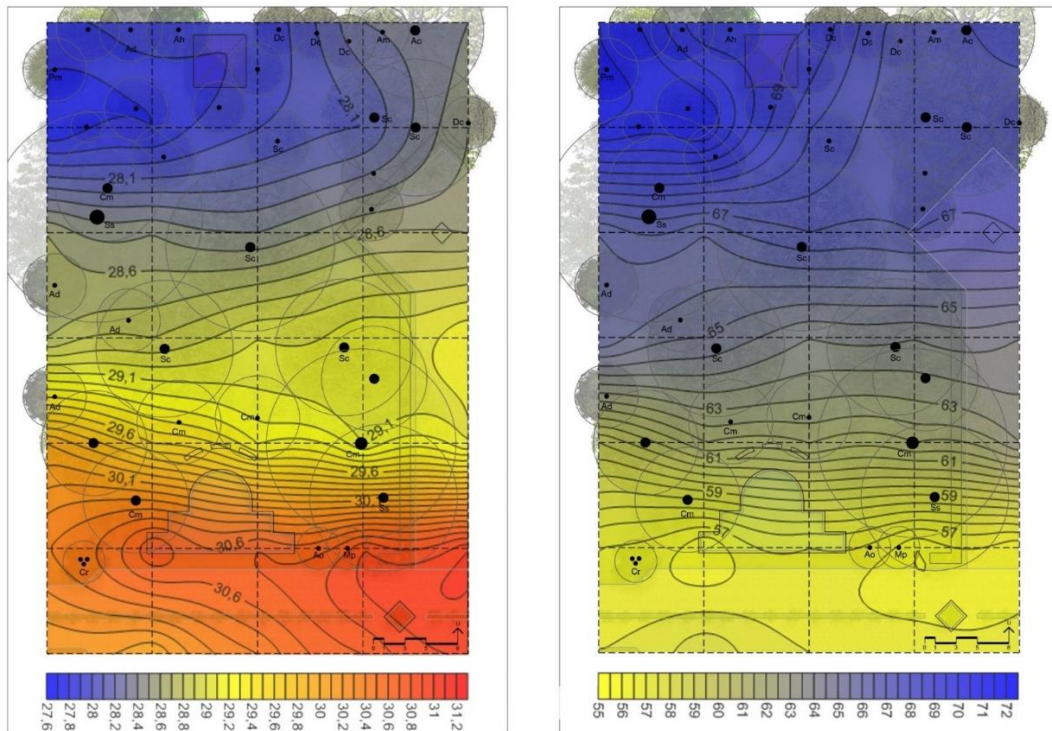 Ad Ah Dc Dc Dc Am Ac
Pm
28,1
Sc Dc
Sc
Sc
28,1
Cm
Ss
28,6
Sc
28,6
Ad
Ad
Sc Sc
29,1
Ad
Cm Cm
29,1
29,6 Cm
29,6
30,1
Cm Ss
30,6 Ao Mp
Cr
30,6
27,6 27,8 28 28,2 28,4 28,6 28,8 29 29,2 29,4 29,6 29,8 30 30,2 30,4 30,6 30,8 31 31,2
Ad Ah Dc Dc Dc Am Ac
Pm
69
Sc Dc
Sc
Sc
Cm
Ss
67 67
Sc
Ad
65
Ad 65
Sc Sc
Ad
63 63
Cm Cm
Cm
61 61
59 59
Cm Ss
57 57
Ao Mp
Cr
55 56 57 58 59 60 61 62 63 64 65 66 67 68 69 70 71 72